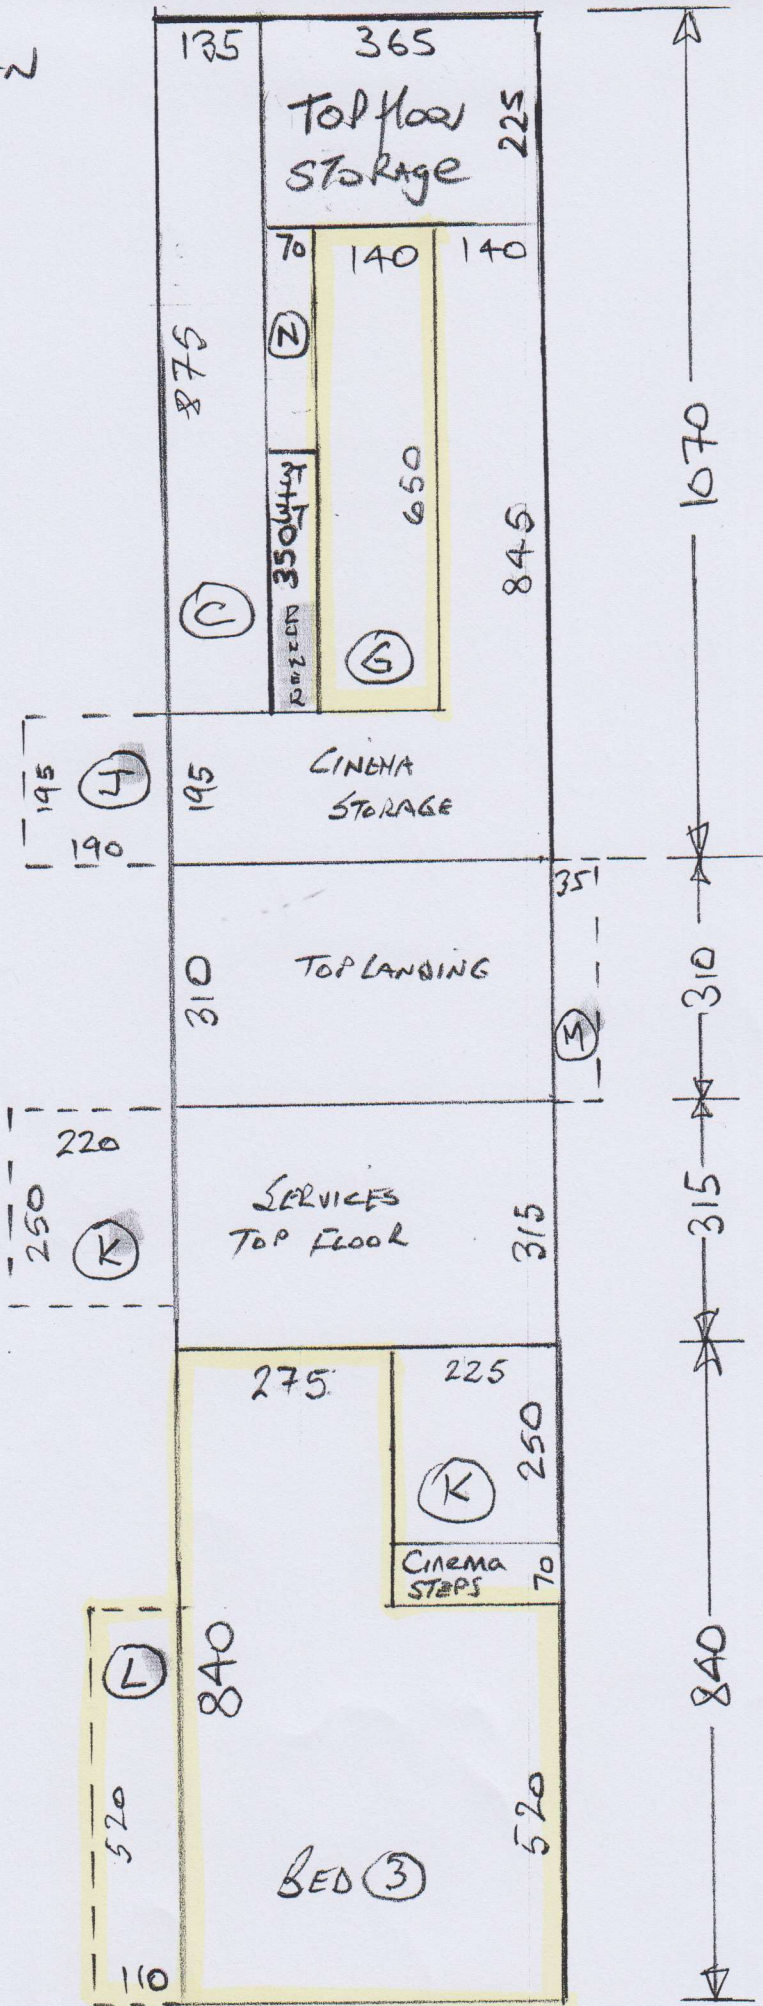 N
135 365
TOP floor
STORAGE
225
70 140 140
N
875
650
350
845
1070
C
G
CINEMA
STORAGE
195
4
195
190
35
310
TOP LANDING
310
220
250
K
SERVICES
TOP FLOOR
315
315
275 225
250
K
Cinema
STEPS
70
L
840
840
520
520
BED 3
110